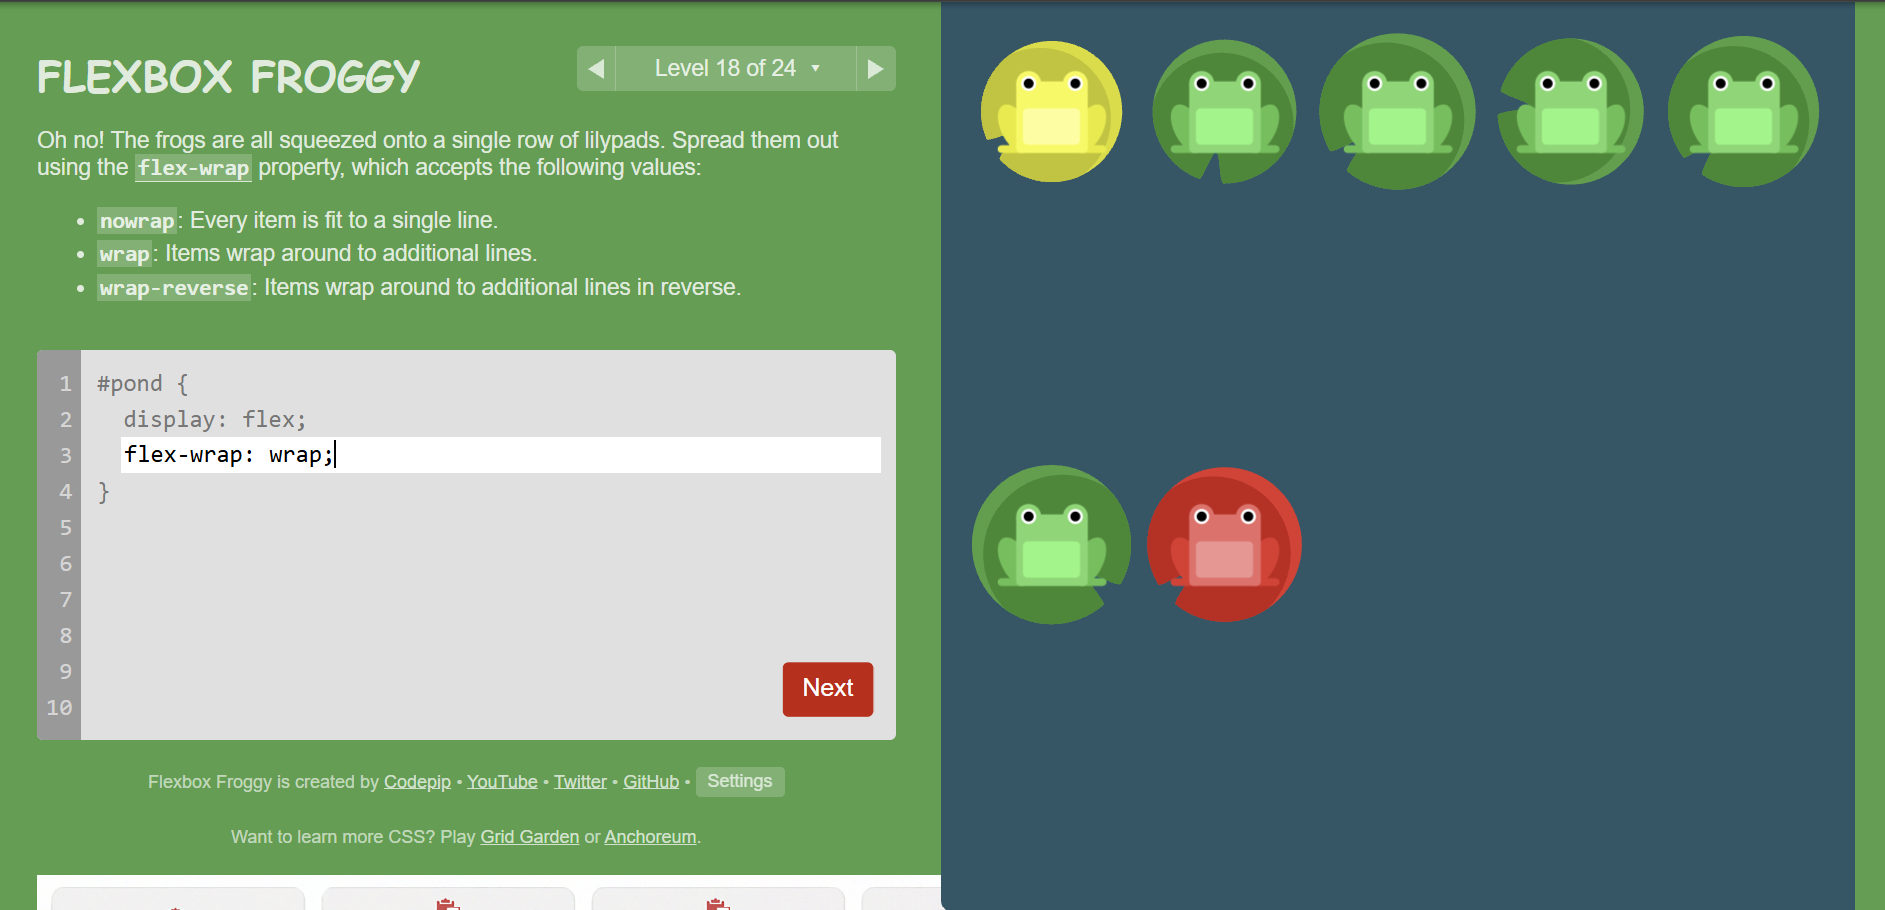 FLEXBOX FROGGY
Level 18 of 24
Oh no! The frogs are all squeezed onto a single row of lilypads. Spread them out
using the flex-wrap property, which accepts the following values:
nowrap: Every item is fit to a single line.
wrap: Items wrap around to additional lines.
wrap-reverse: Items wrap around to additional lines in reverse.
1 #pond {
2 display: flex;
3 flex-wrap: wrap;
4 }
5
6
7
8
9
10
Next
Flexbox Froggy is created by Codepip • YouTube • Twitter • GitHub • Settings
Want to learn more CSS? Play Grid Garden or Anchoreum.